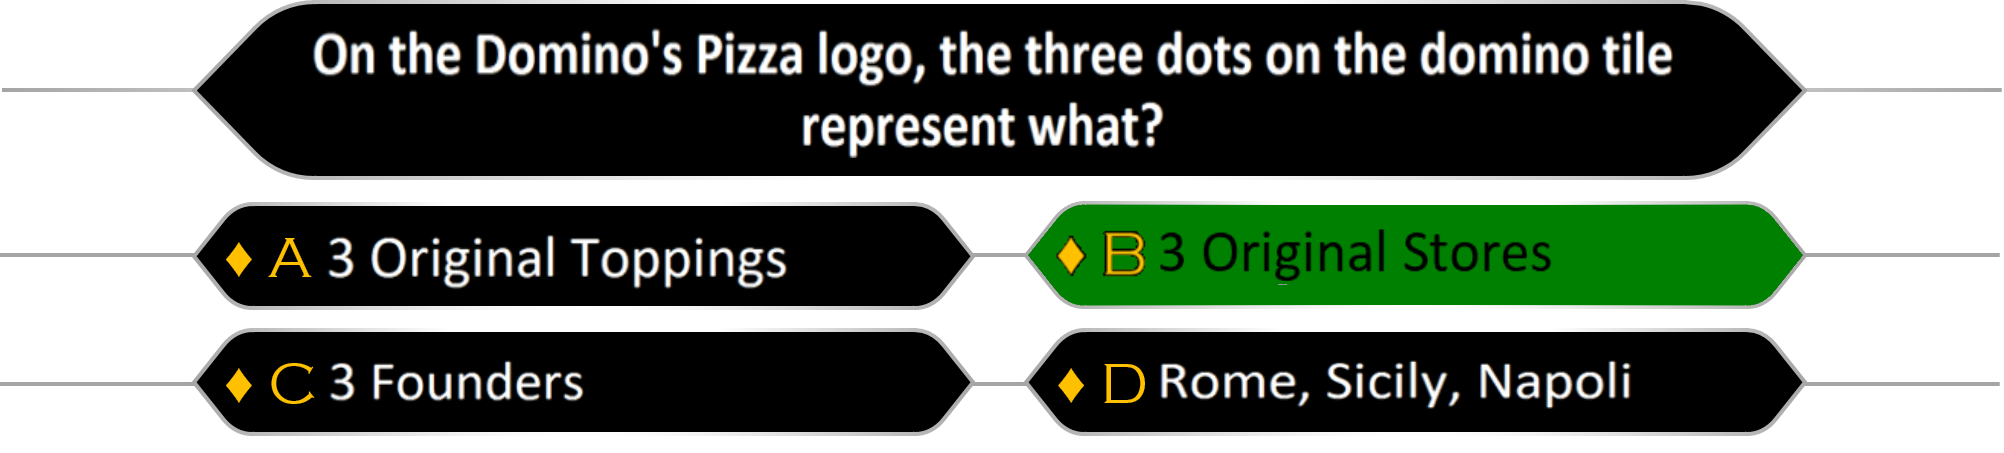 On the Domino's Pizza logo, the three dots on the domino tile
represent what?
A 3 Original Toppings
B 3 Original Stores
C 3 Founders
D Rome, Sicily, Napoli